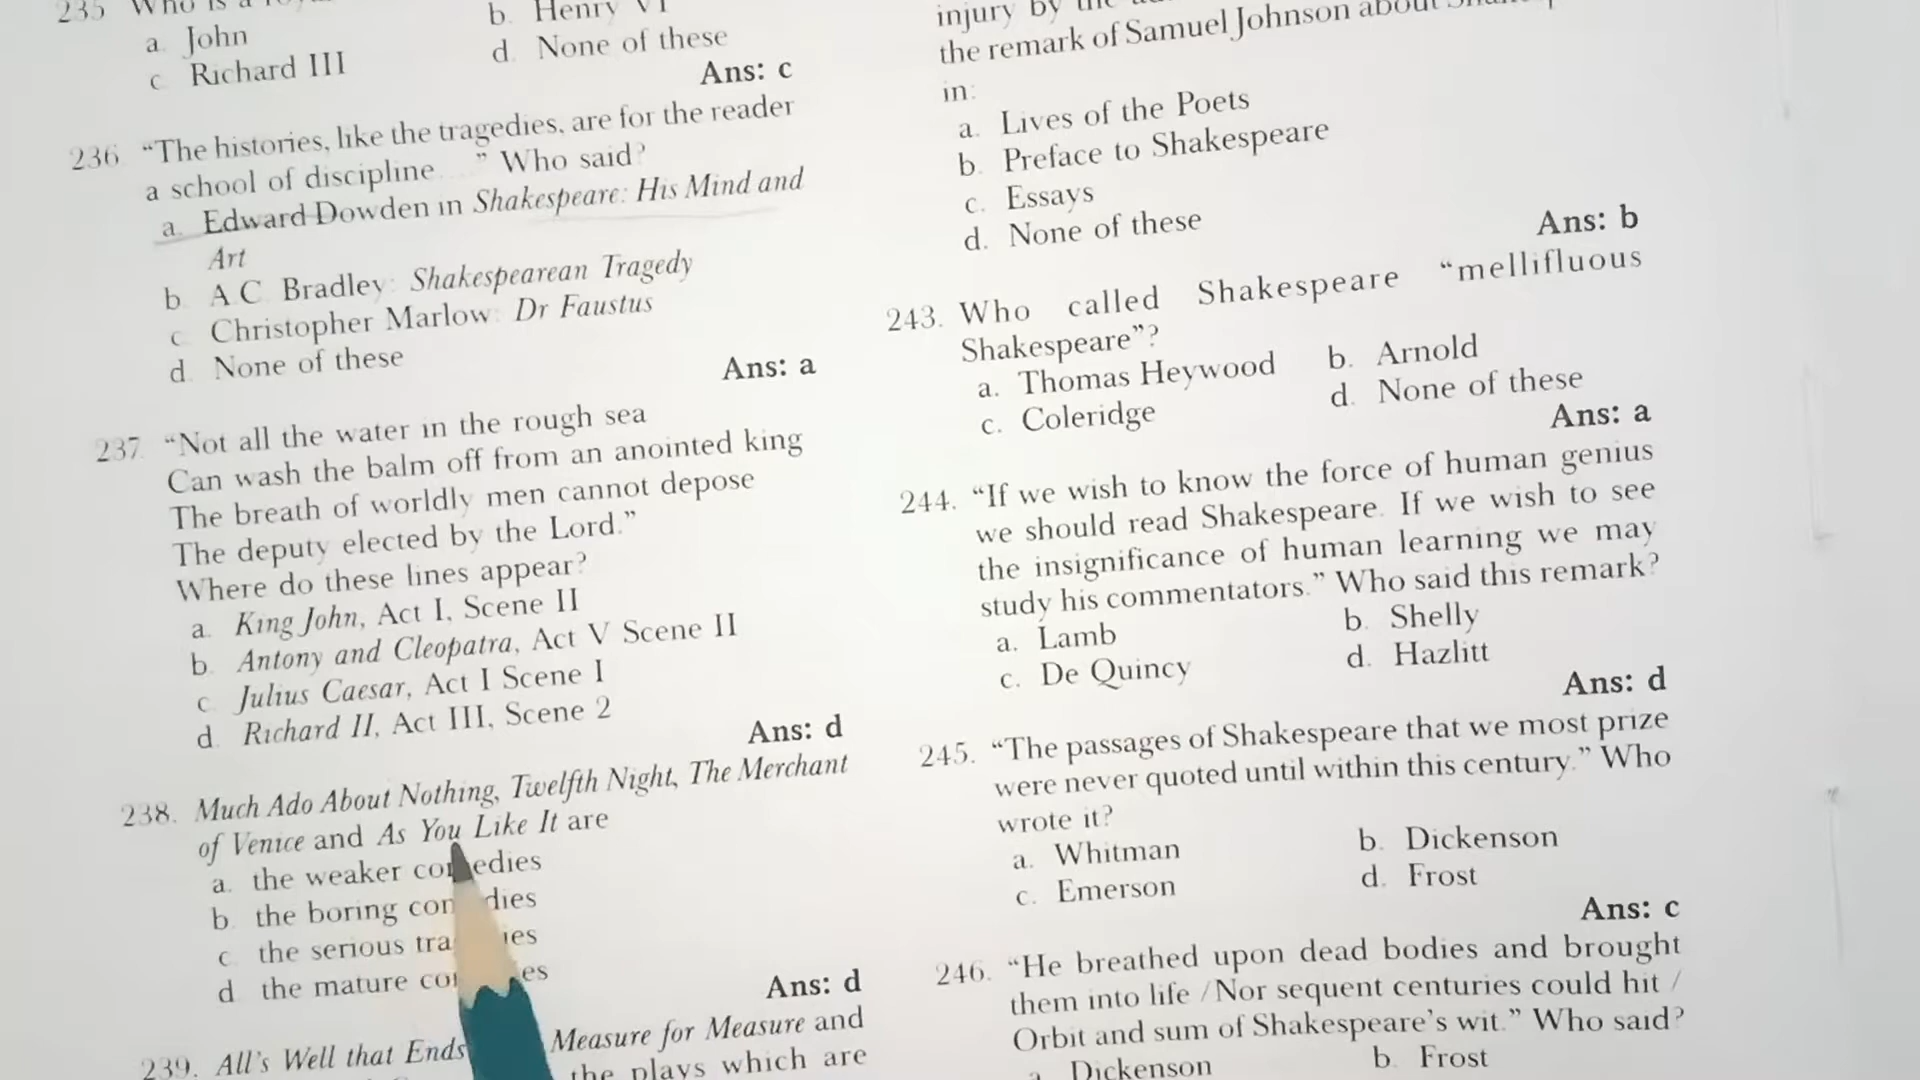 235 Who is a
a. John
b. Henry VI
c Richard III
d. None of these
Ans: c
236. “The histories, like the tragedies, are for the reader
a school of discipline ...” Who said?
a. Edward Dowden in Shakespeare: His Mind and
Art
b A C Bradley: Shakespearean Tragedy
c Christopher Marlow: Dr Faustus
d. None of these
Ans: a
237. “Not all the water in the rough sea
Can wash the balm off from an anointed king
The breath of worldly men cannot depose
The deputy elected by the Lord.”
Where do these lines appear?
a. King John, Act I, Scene II
b. Antony and Cleopatra, Act V Scene II
c Julius Caesar, Act I Scene I
d. Richard II, Act III, Scene 2
Ans: d
238. Much Ado About Nothing, Twelfth Night, The Merchant
of Venice and As You Like It are
a. the weaker comedies
b. the boring comedies
c the serious tragedies
d the mature comedies
Ans: d
239. All's Well that Ends Measure for Measure and
the plays which are
injury by the
the remark of Samuel Johnson about
in:
a. Lives of the Poets
b. Preface to Shakespeare
c. Essays
d. None of these
Ans: b
243. Who called Shakespeare “mellifluous
Shakespeare”?
a. Thomas Heywood
b. Arnold
c. Coleridge
d. None of these
Ans: a
244. “If we wish to know the force of human genius
we should read Shakespeare. If we wish to see
the insignificance of human learning we may
study his commentators.” Who said this remark?
a. Lamb
b. Shelly
c. De Quincy
d. Hazlitt
Ans: d
245. “The passages of Shakespeare that we most prize
were never quoted until within this century.” Who
wrote it?
a. Whitman
b. Dickenson
c. Emerson
d. Frost
Ans: c
246. “He breathed upon dead bodies and brought
them into life / Nor sequent centuries could hit /
Orbit and sum of Shakespeare's wit.” Who said?
a. Dickenson
b. Frost